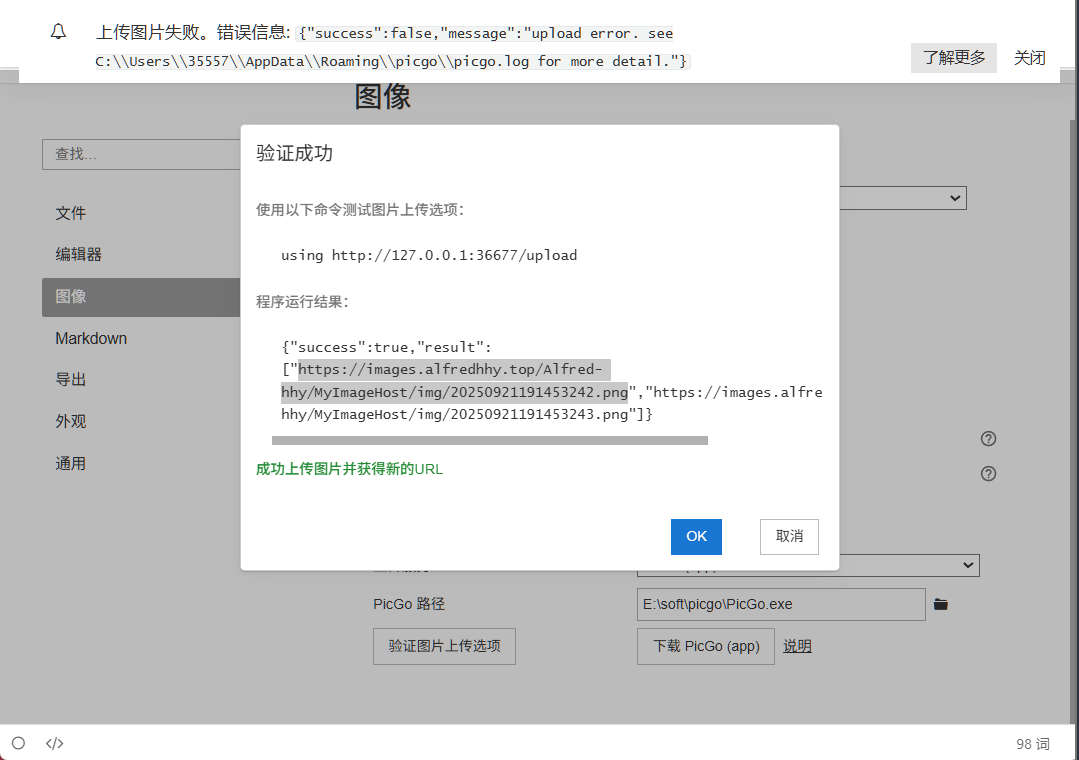 上传图片失败。错误信息: {"success":false,"message":"upload error. see
C:\\Users\\35557\\AppData\\Roaming\\picgo\\picgo.log for more detail."}
了解更多
关闭
图像
查找...
文件
编辑器
图像
Markdown
导出
外观
通用
验证成功
使用以下命令测试图片上传选项:
using http://127.0.0.1:36677/upload
程序运行结果:
{"success":true,"result":
["https://images.alfredhhy.top/Alfred-
hhy/MyImageHost/img/20250921191453242.png","https://images.alfre
hhy/MyImageHost/img/20250921191453243.png"]}
成功上传图片并获得新的URL
OK
取消
PicGo 路径
E:\soft\picgo\PicGo.exe
验证图片上传选项
下载 PicGo (app)
说明
98 词